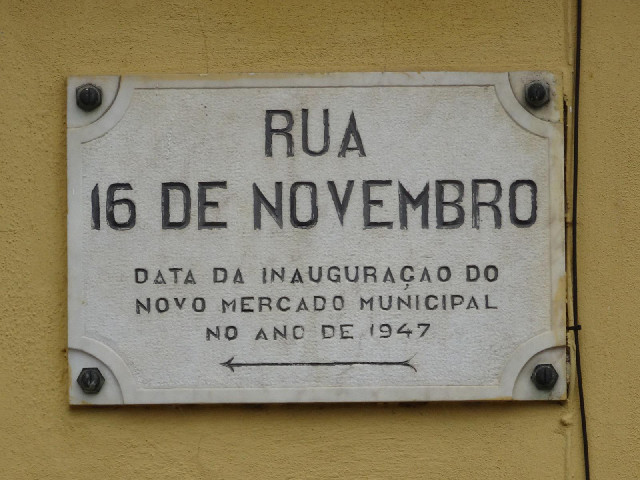 RUA
16 DE NOVEMBRO
DATA DA INAUGURAÇAO DO
NOVO MERCADO MUNICIPAL
NO ANO DE 1947